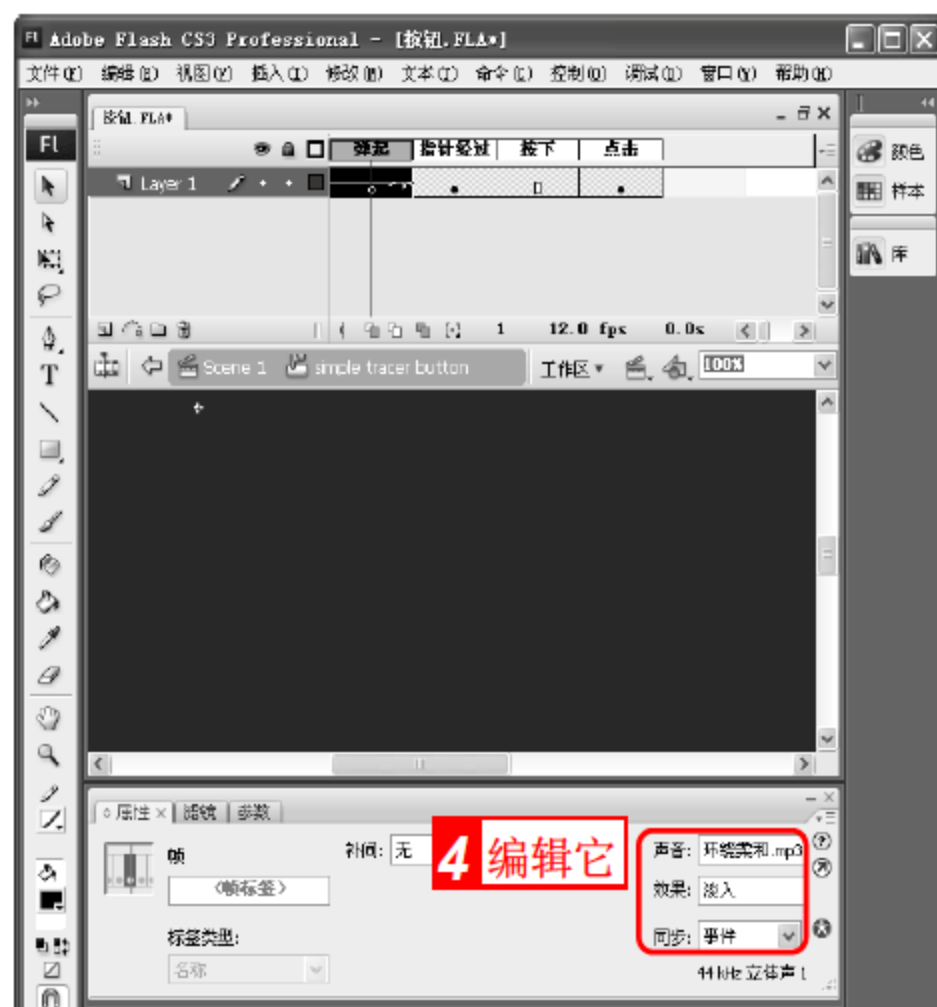 Adobe Flash CS3 Professional - [按钮.FLA*]
文件(F) 编辑(E) 视图(V) 插入(I) 修改(M) 文本(T) 命令(C) 控制(O) 调试(D) 窗口(W) 帮助(H)
按钮.FLA*
Fl
弹起 指针经过 按下 点击
颜色
Layer 1
样本
库
1 12.0 fps 0.0s
Scene 1 simple tracer button 工作区 100%
T
属性 × 滤镜 参数
帧 补间: 无 4 编辑它 声音: 环绕柔和.mp3
<帧标签> 效果: 淡入
标签类型: 同步: 事件
名称 44 kHz 立体声 1